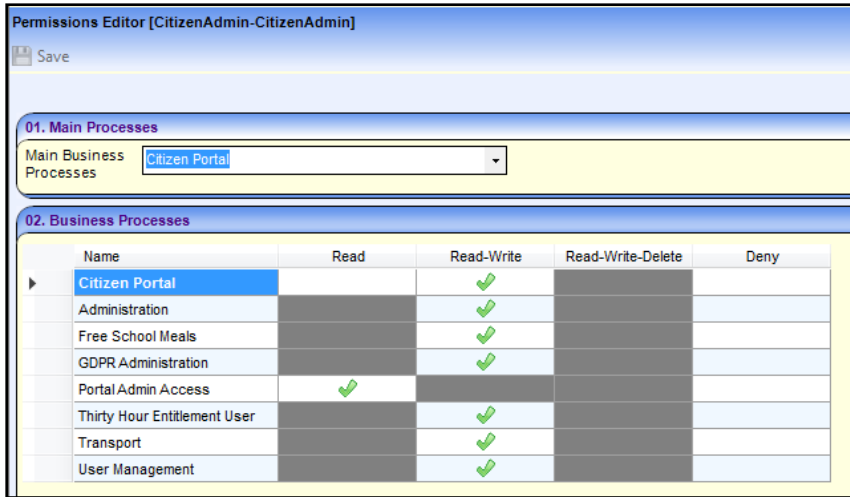 Permissions Editor [CitizenAdmin-CitizenAdmin]
Save
01. Main Processes
Main Business Processes
Citizen Portal
02. Business Processes
Name Read Read-Write Read-Write-Delete Deny
Citizen Portal
Administration
Free School Meals
GDPR Administration
Portal Admin Access
Thirty Hour Entitlement User
Transport
User Management